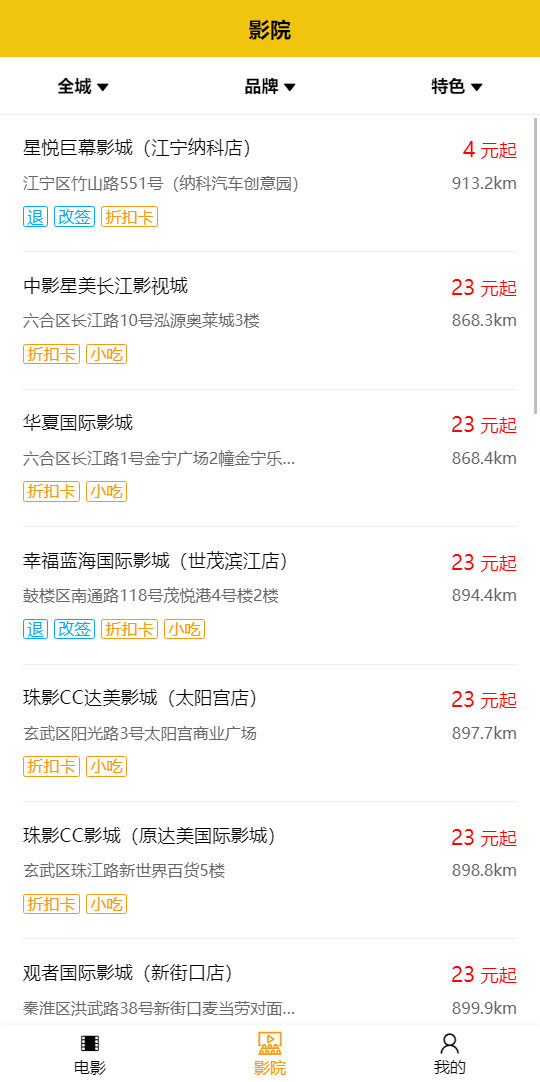 影院
全城 品牌 特色
星悦巨幕影城（江宁纳科店） 4 元起
江宁区竹山路551号（纳科汽车创意园） 913.2km
退 改签 折扣卡
中影星美长江影视城 23 元起
六合区长江路10号泓源奥莱城3楼 868.3km
折扣卡 小吃
华夏国际影城 23 元起
六合区长江路1号金宁广场2幢金宁乐... 868.4km
折扣卡 小吃
幸福蓝海国际影城（世茂滨江店） 23 元起
鼓楼区南通路118号茂悦港4号楼2楼 894.4km
退 改签 折扣卡 小吃
珠影CC达美影城（太阳宫店） 23 元起
玄武区阳光路3号太阳宫商业广场 897.7km
折扣卡 小吃
珠影CC影城（原达美国际影城） 23 元起
玄武区珠江路新世界百货5楼 898.8km
折扣卡 小吃
观者国际影城（新街口店） 23 元起
秦淮区洪武路38号新街口麦当劳对面... 899.9km
电影 影院 我的